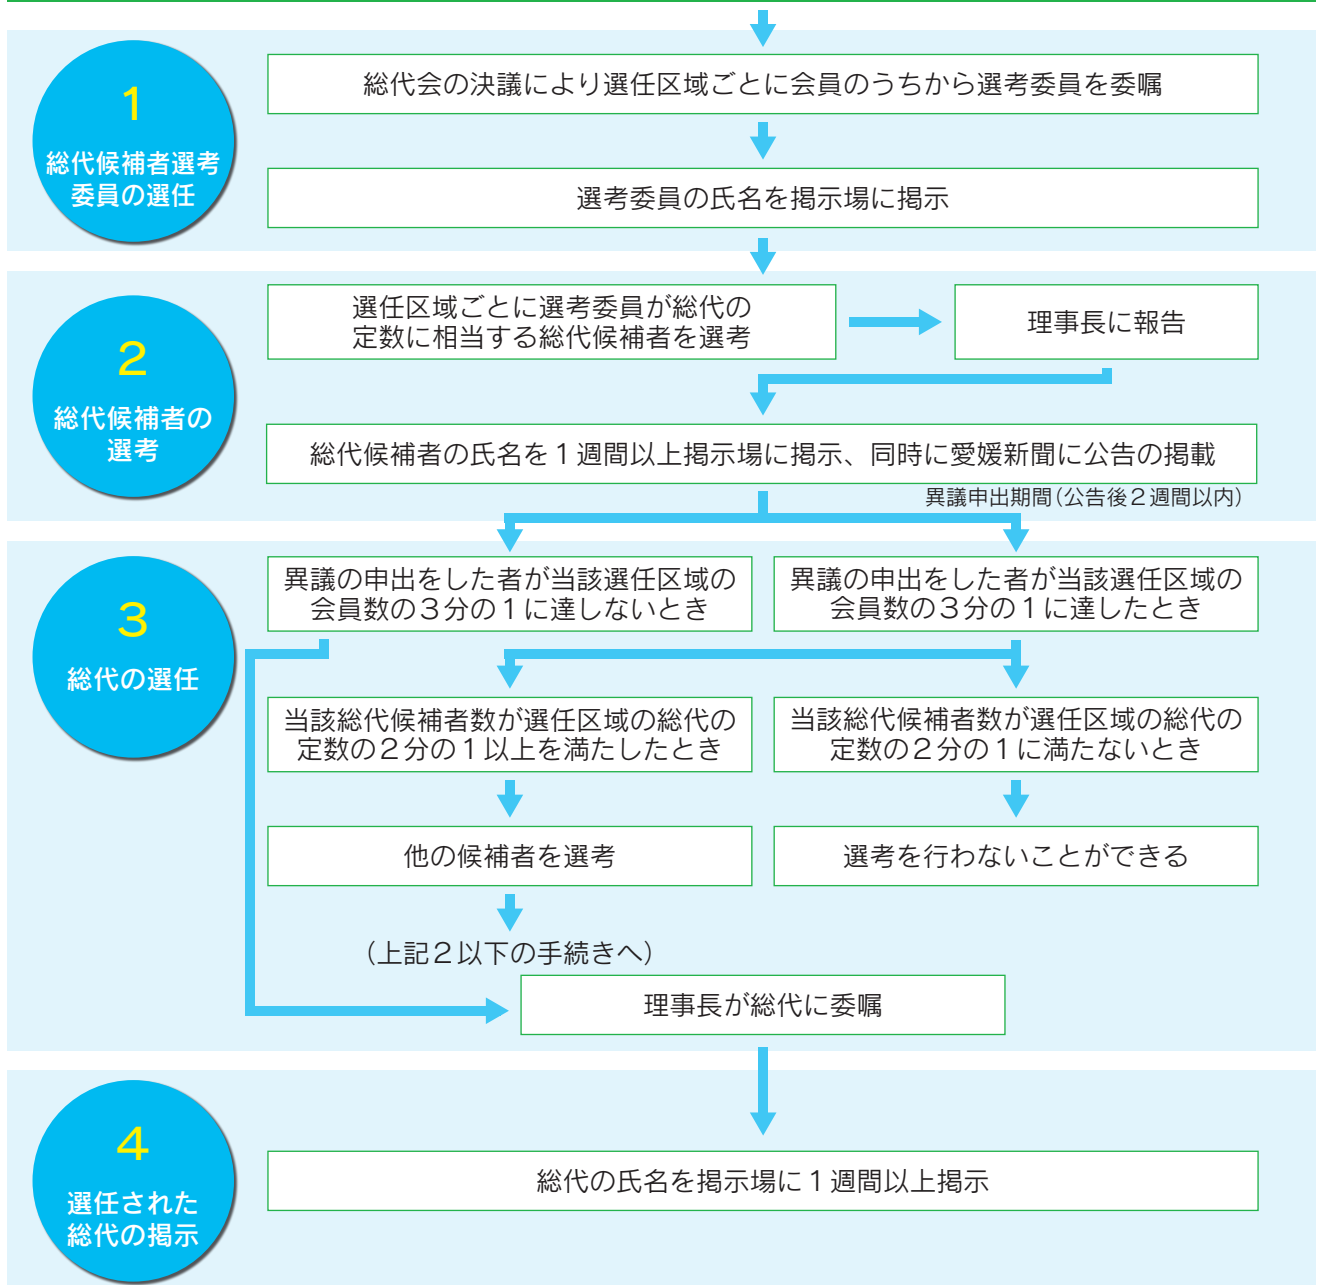 1
総代候補者選考
委員の選任
総代会の決議により選任区域ごとに会員のうちから選考委員を委嘱
選考委員の氏名を掲示場に掲示
2
総代候補者の
選考
選任区域ごとに選考委員が総代の
定数に相当する総代候補者を選考
理事長に報告
総代候補者の氏名を１週間以上掲示場に掲示、同時に愛媛新聞に公告の掲載
異議申出期間(公告後２週間以内)
3
総代の選任
異議の申出をした者が当該選任区域の
会員数の３分の１に達しないとき
異議の申出をした者が当該選任区域の
会員数の３分の１に達したとき
当該総代候補者数が選任区域の総代の
定数の２分の１以上を満たしたとき
当該総代候補者数が選任区域の総代の
定数の２分の１に満たないとき
他の候補者を選考
選考を行わないことができる
(上記２以下の手続きへ)
理事長が総代に委嘱
4
選任された
総代の掲示
総代の氏名を掲示場に１週間以上掲示